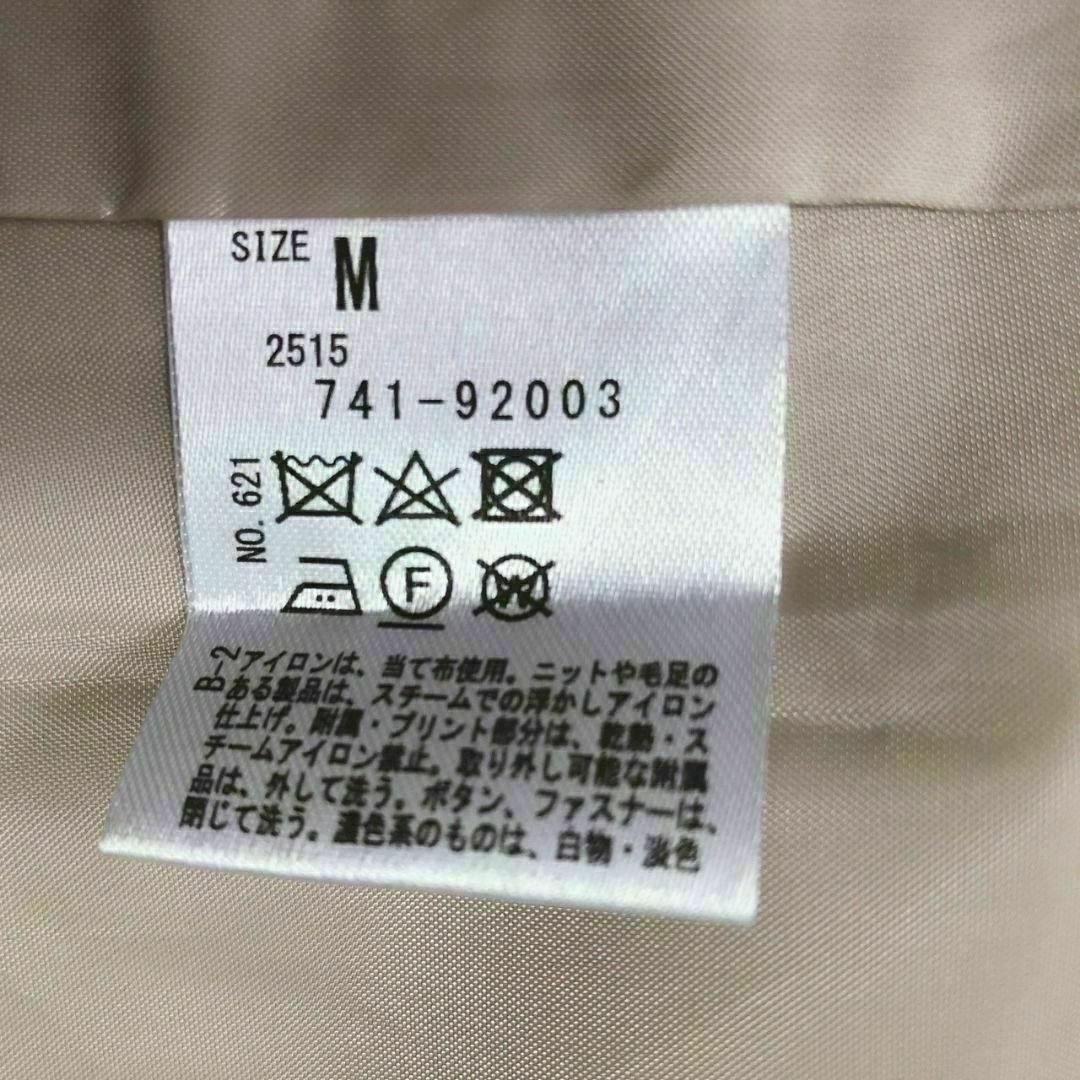 SIZE M
2515
741-92003
NO. 621
F
W
B-2
アイロンは、当て布使用。ニットや毛足の
ある製品は、スチームでの浮かしアイロン
仕上げ。附属・プリント部分は、乾熱・ス
チームアイロン禁止。取り外し可能な附属
品は、外して洗う。ボタン、ファスナーは、
閉じて洗う。濃色系のものは、白物・淡色